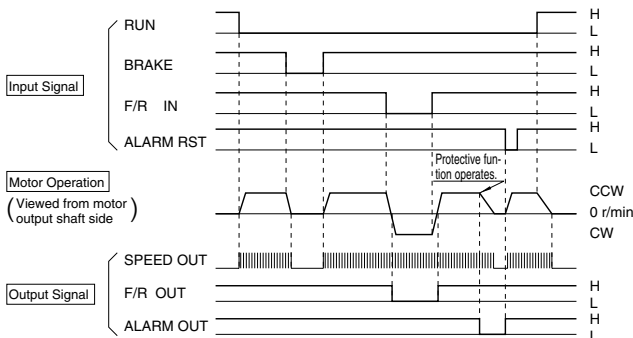 RUN
H
L
BRAKE
H
L
Input Signal
F/R IN
H
L
ALARM RST
H
L
Protective fun-
tion operates.
Motor Operation
(Viewed from motor
output shaft side)
CCW
0 r/min
CW
SPEED OUT
Output Signal
F/R OUT
H
L
ALARM OUT
H
L